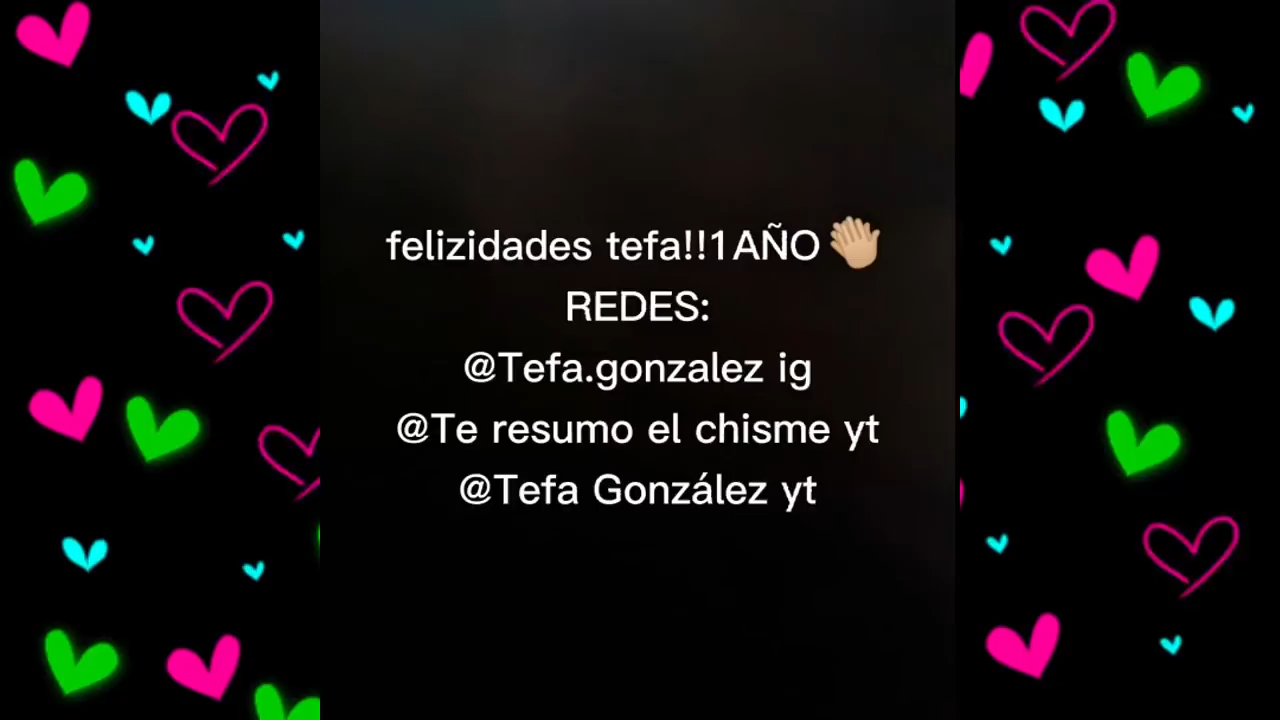 felizidades tefa!!1AÑO👏🏼
REDES:
@Tefa.gonzalez ig
@Te resumo el chisme yt
@Tefa González yt